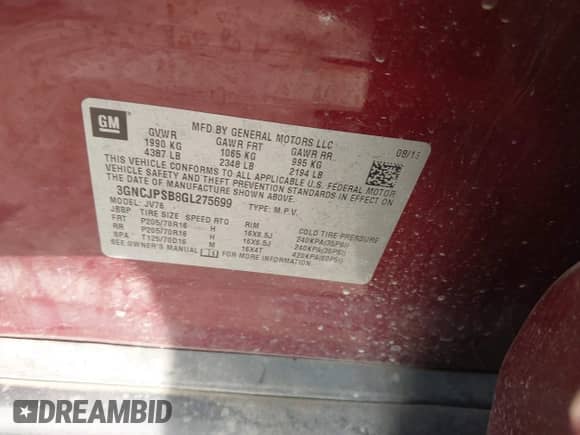 GM
MFD.BY GENERAL MOTORS LLC 08/15
GVWR GAWR FRT GAWR RR
1990 KG 1065 KG 995 KG
4387 LB 2348 LB 2194 LB
THIS VEHICLE CONFORMS TO ALL APPLICABLE U.S. FEDERAL MOTOR
VEHICLE SAFETY AND THEFT PREVENTION STANDARDS IN EFFECT ON
THE DATE OF MANUFACTURE SHOWN ABOVE.
3GNCJPSB8GL275699 TYPE: M.P.V.
MODEL: JV76
JBBP TIRE SIZE SPEED RTG RIM COLD TIRE PRESSURE
FRT P205/70R16 H 16X6.5J 240KPA(35PSI)
RR P205/70R16 H 16X6.5J 240KPA(35PSI)
SPA T125/70D16 M 16X4T 420KPA(60PSI)
SEE OWNER'S MANUAL FOR MORE INFORMATION.
DREAMBID